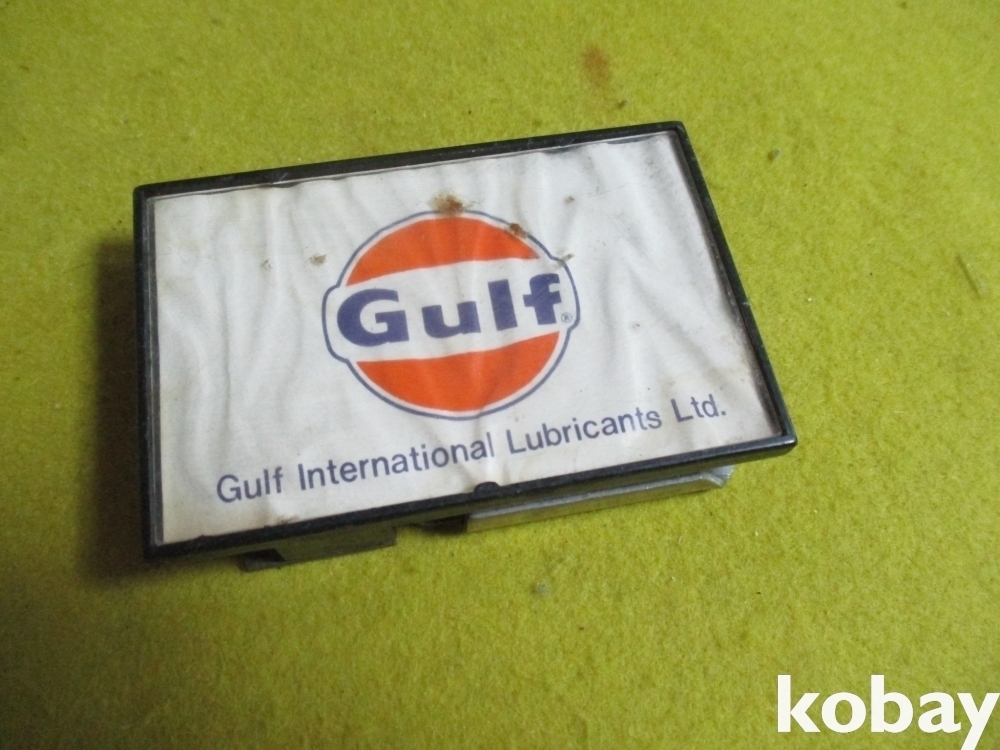 Gulf®
Gulf International Lubricants Ltd.
kobay